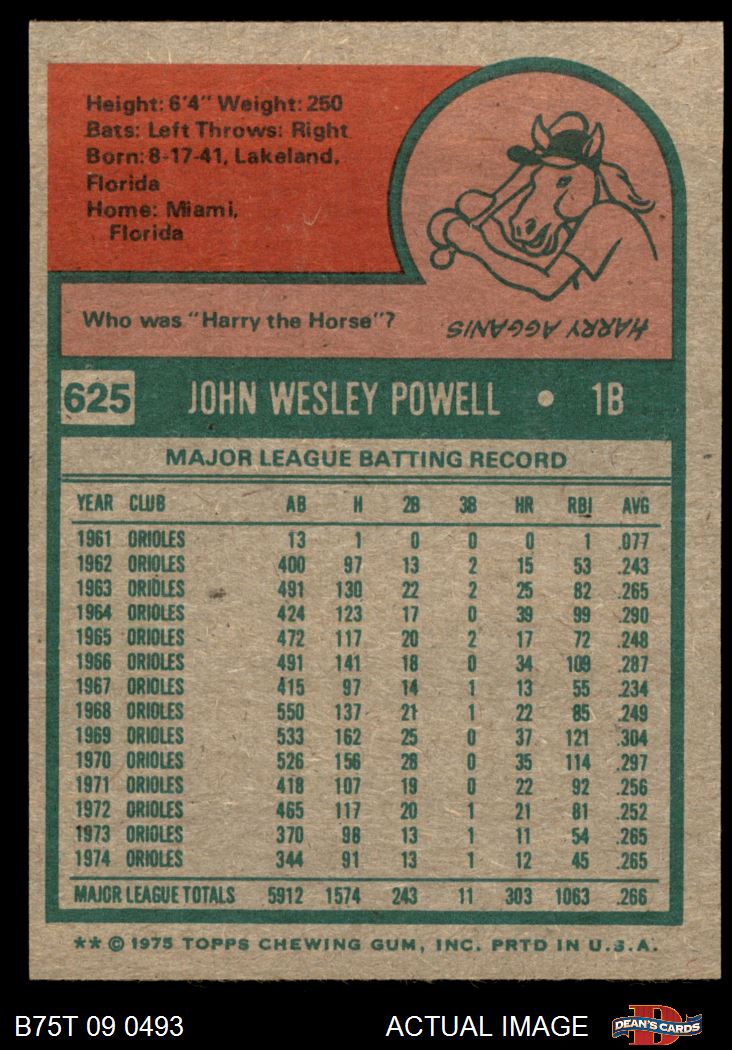 Height: 6'4" Weight: 250
Bats: Left Throws: Right
Born: 8-17-41, Lakeland,
Florida
Home: Miami,
Florida
Who was "Harry the Horse"?
HARRY AGGANIS
625 JOHN WESLEY POWELL • 1B
MAJOR LEAGUE BATTING RECORD
YEAR CLUB AB H 2B 3B HR RBI AVG
1961 ORIOLES 13 1 0 0 0 1 .077
1962 ORIOLES 400 97 13 2 15 53 .243
1963 ORIOLES 491 130 22 2 25 82 .265
1964 ORIOLES 424 123 17 0 39 99 .290
1965 ORIOLES 472 117 20 2 17 72 .248
1966 ORIOLES 491 141 18 0 34 109 .287
1967 ORIOLES 415 97 14 1 13 55 .234
1968 ORIOLES 550 137 21 1 22 85 .249
1969 ORIOLES 533 162 25 0 37 121 .304
1970 ORIOLES 526 156 28 0 35 114 .297
1971 ORIOLES 418 107 19 0 22 92 .256
1972 ORIOLES 465 117 20 1 21 81 .252
1973 ORIOLES 370 98 13 1 11 54 .265
1974 ORIOLES 344 91 13 1 12 45 .265
MAJOR LEAGUE TOTALS 5912 1574 243 11 303 1063 .266
** © 1975 TOPPS CHEWING GUM, INC. PRTD IN U.S.A.
B75T 09 0493 ACTUAL IMAGE D DEAN'S CARDS